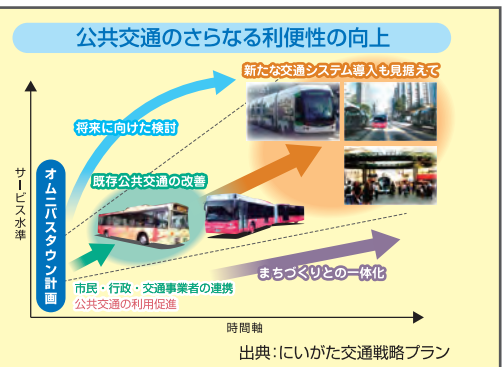 公共交通のさらなる利便性の向上
新たな交通システム導入も見据えて
将来に向けた検討
既存公共交通の改善
サービス水準
オムニバスタウン計画
まちづくりとの一体化
市民・行政・交通事業者の連携
公共交通の利用促進
時間軸
出典：にいがた交通戦略プラン